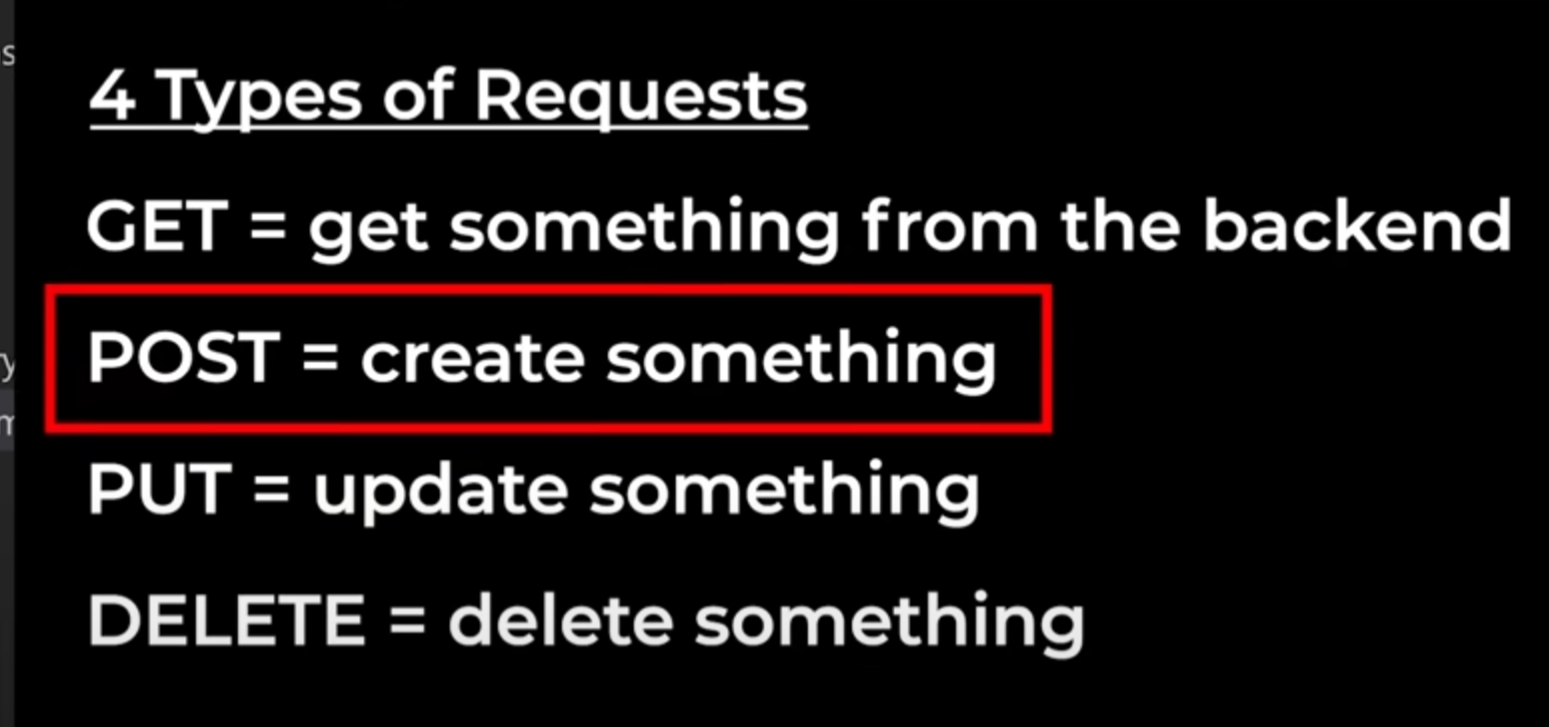 4 Types of Requests
GET = get something from the backend
POST = create something
PUT = update something
DELETE = delete something